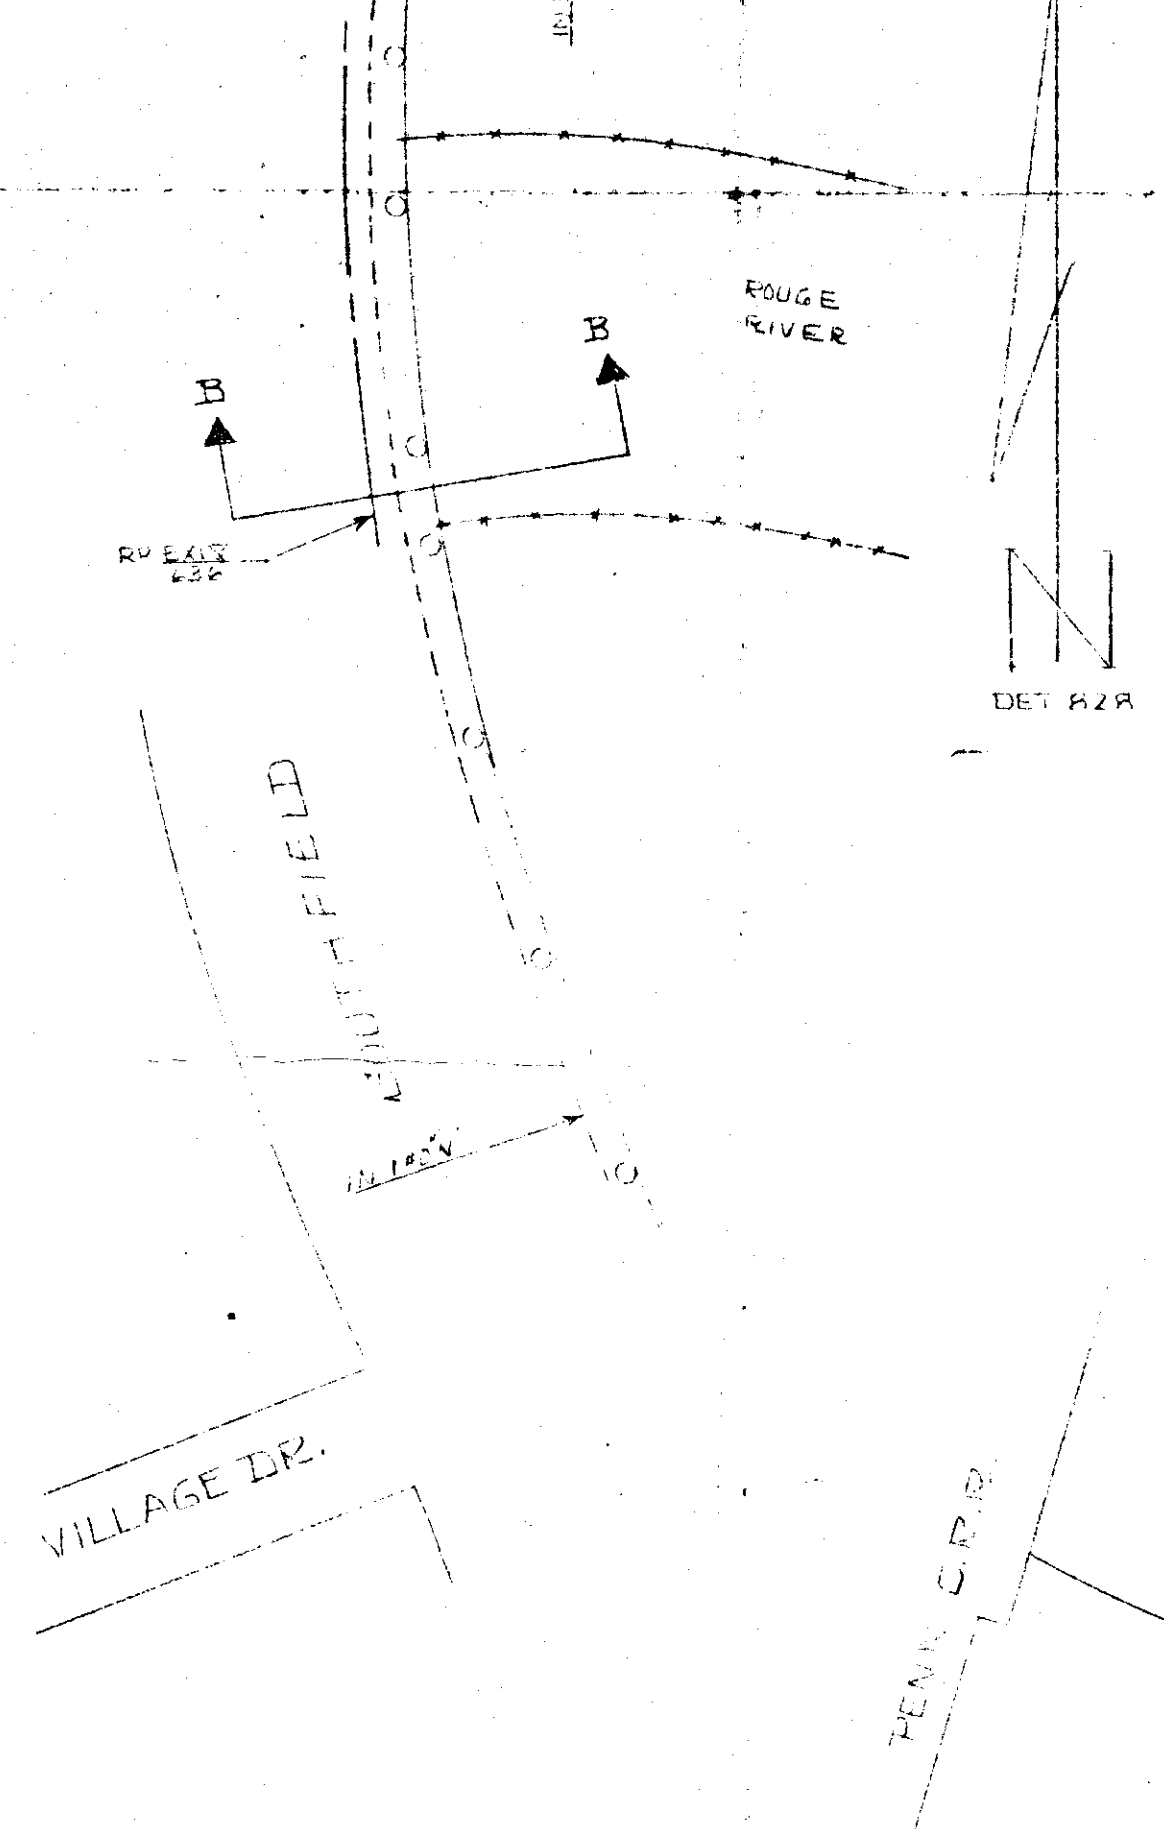 ROUGE
RIVER
B
B
DET 828
SOUTHFIELD
VILLAGE DR.
PENN C.R.R.